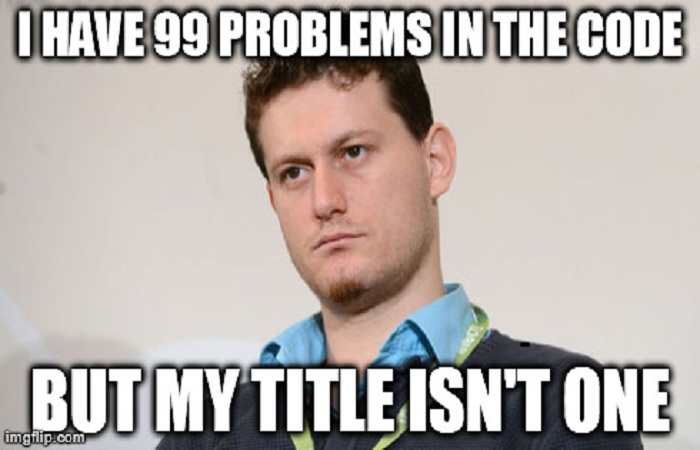 I HAVE 99 PROBLEMS IN THE CODE
BUT MY TITLE ISN'T ONE
imgflip.com